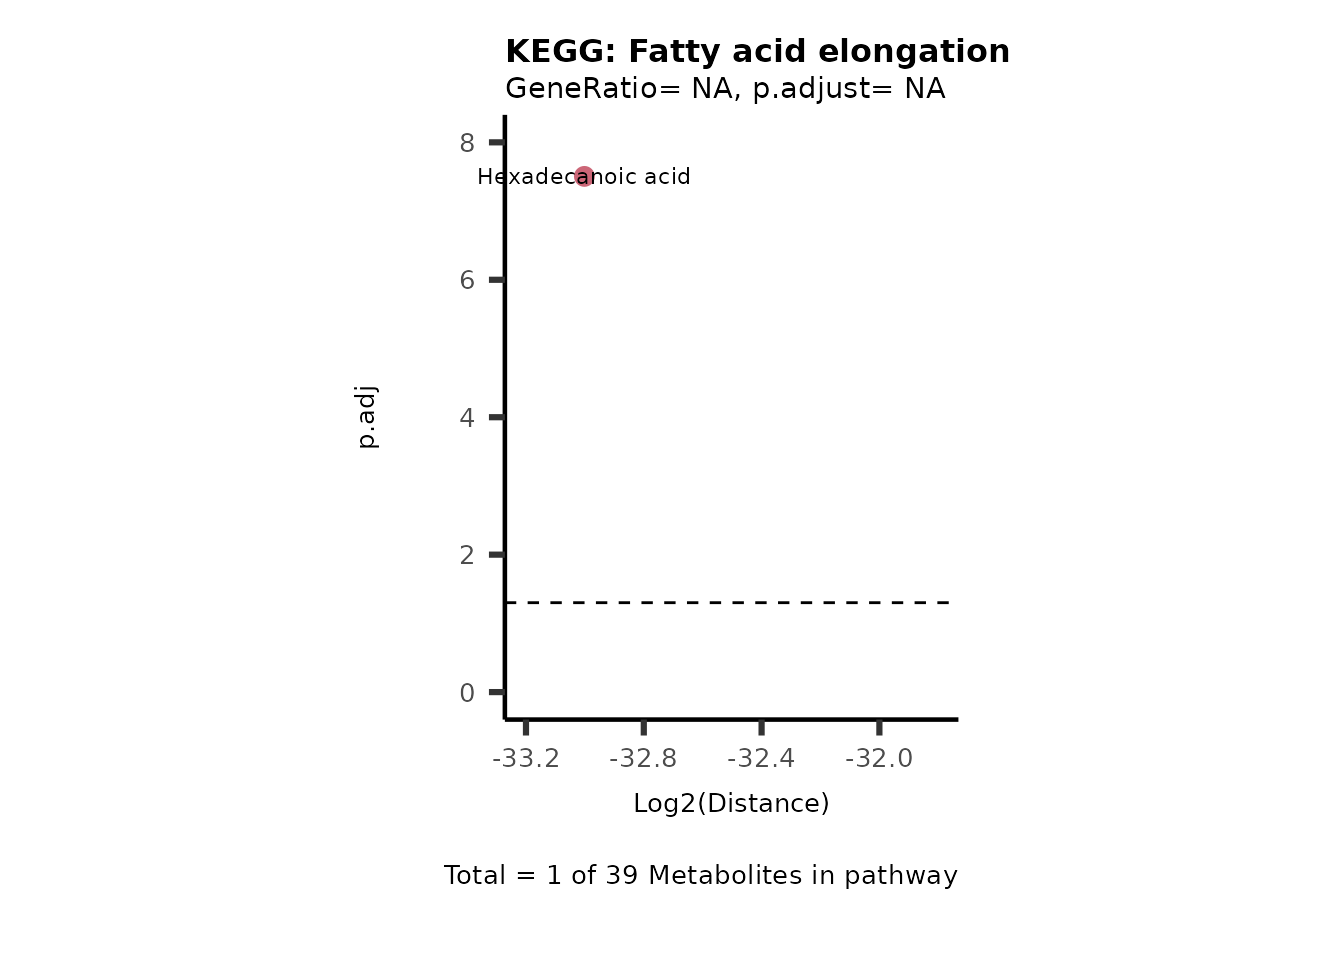 KEGG: Fatty acid elongation
GeneRatio= NA, p.adjust= NA
8
Hexadecanoic acid
6
p.adj
4
2
0
-33.2 -32.8 -32.4 -32.0
Log2(Distance)
Total = 1 of 39 Metabolites in pathway